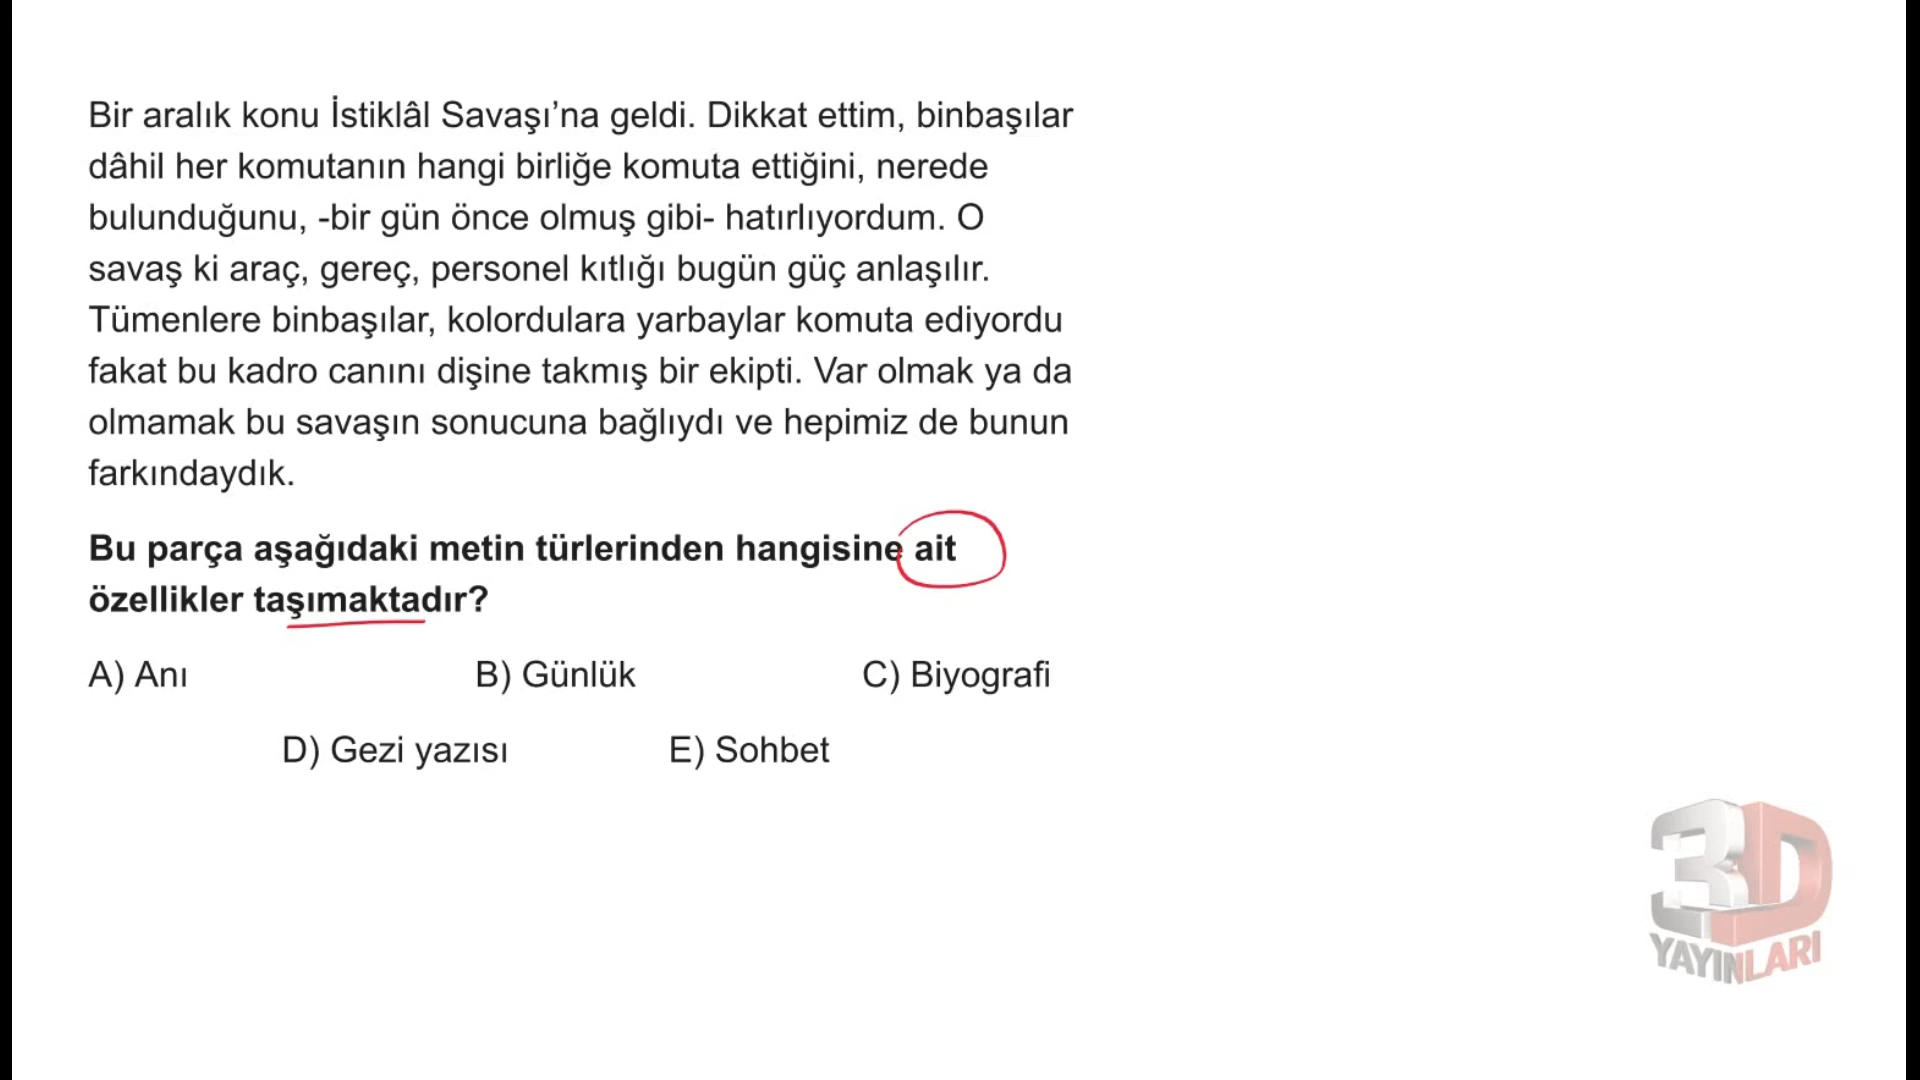 Bir aralık konu İstiklâl Savaşı’na geldi. Dikkat ettim, binbaşılar
dâhil her komutanın hangi birliğe komuta ettiğini, nerede
bulunduğunu, -bir gün önce olmuş gibi- hatırlıyordum. O
savaş ki araç, gereç, personel kıtlığı bugün güç anlaşılır.
Tümenlere binbaşılar, kolordulara yarbaylar komuta ediyordu
fakat bu kadro canını dişine takmış bir ekipti. Var olmak ya da
olmamak bu savaşın sonucuna bağlıydı ve hepimiz de bunun
farkındaydık.
Bu parça aşağıdaki metin türlerinden hangisine ait
özellikler taşımaktadır?
A) Anı B) Günlük C) Biyografi
D) Gezi yazısı E) Sohbet
3D
YAYINLARI